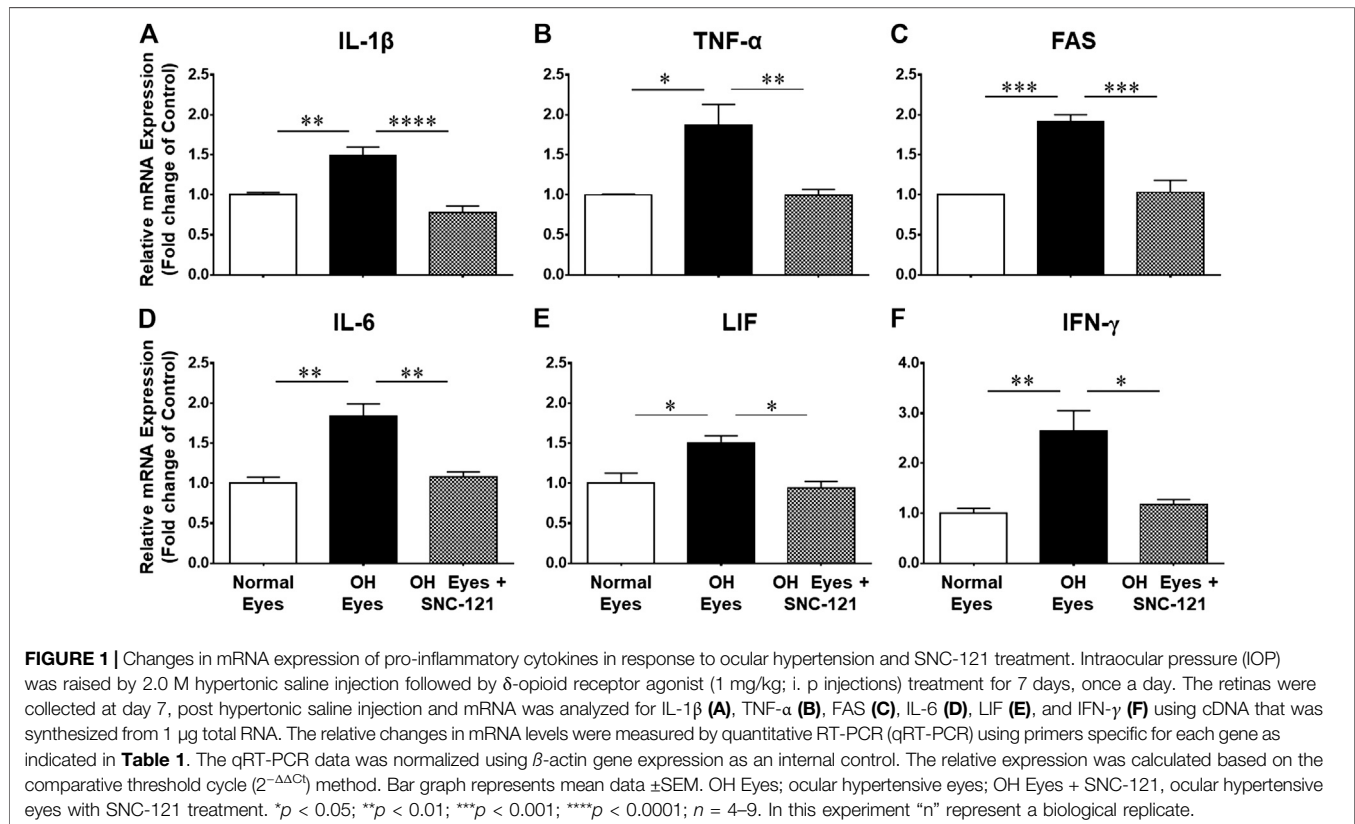 A
IL-1β
Relative mRNA Expression
(Fold change of Control)
2.5
2.0
1.5
1.0
0.5
0.0
**
****
B
TNF-α
2.5
2.0
1.5
1.0
0.5
0.0
*
**
C
FAS
2.5
2.0
1.5
1.0
0.5
0.0
***
***
D
IL-6
Relative mRNA Expression
(Fold change of Control)
2.5
2.0
1.5
1.0
0.5
0.0
**
**
Normal
Eyes
OH
Eyes
OH Eyes +
SNC-121
E
LIF
2.5
2.0
1.5
1.0
0.5
0.0
*
*
Normal
Eyes
OH
Eyes
OH Eyes +
SNC-121
F
IFN-γ
4.0
3.0
2.0
1.0
0.0
**
*
Normal
Eyes
OH
Eyes
OH Eyes +
SNC-121
FIGURE 1 | Changes in mRNA expression of pro-inflammatory cytokines in response to ocular hypertension and SNC-121 treatment. Intraocular pressure (IOP)
was raised by 2.0 M hypertonic saline injection followed by δ-opioid receptor agonist (1 mg/kg; i. p injections) treatment for 7 days, once a day. The retinas were
collected at day 7, post hypertonic saline injection and mRNA was analyzed for IL-1β (A), TNF-α (B), FAS (C), IL-6 (D), LIF (E), and IFN-γ (F) using cDNA that was
synthesized from 1 µg total RNA. The relative changes in mRNA levels were measured by quantitative RT-PCR (qRT-PCR) using primers specific for each gene as
indicated in Table 1. The qRT-PCR data was normalized using β-actin gene expression as an internal control. The relative expression was calculated based on the
comparative threshold cycle (2−ΔΔCt) method. Bar graph represents mean data ±SEM. OH Eyes; ocular hypertensive eyes; OH Eyes + SNC-121, ocular hypertensive
eyes with SNC-121 treatment. *p < 0.05; **p < 0.01; ***p < 0.001; ****p < 0.0001; n = 4–9. In this experiment “n” represent a biological replicate.